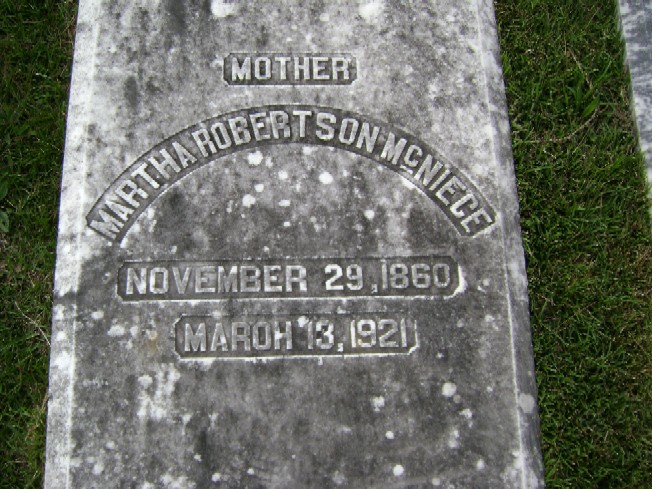 MOTHER
MARTHA ROBERTSON McNIECE
NOVEMBER 29, 1860
MARCH 13, 1921